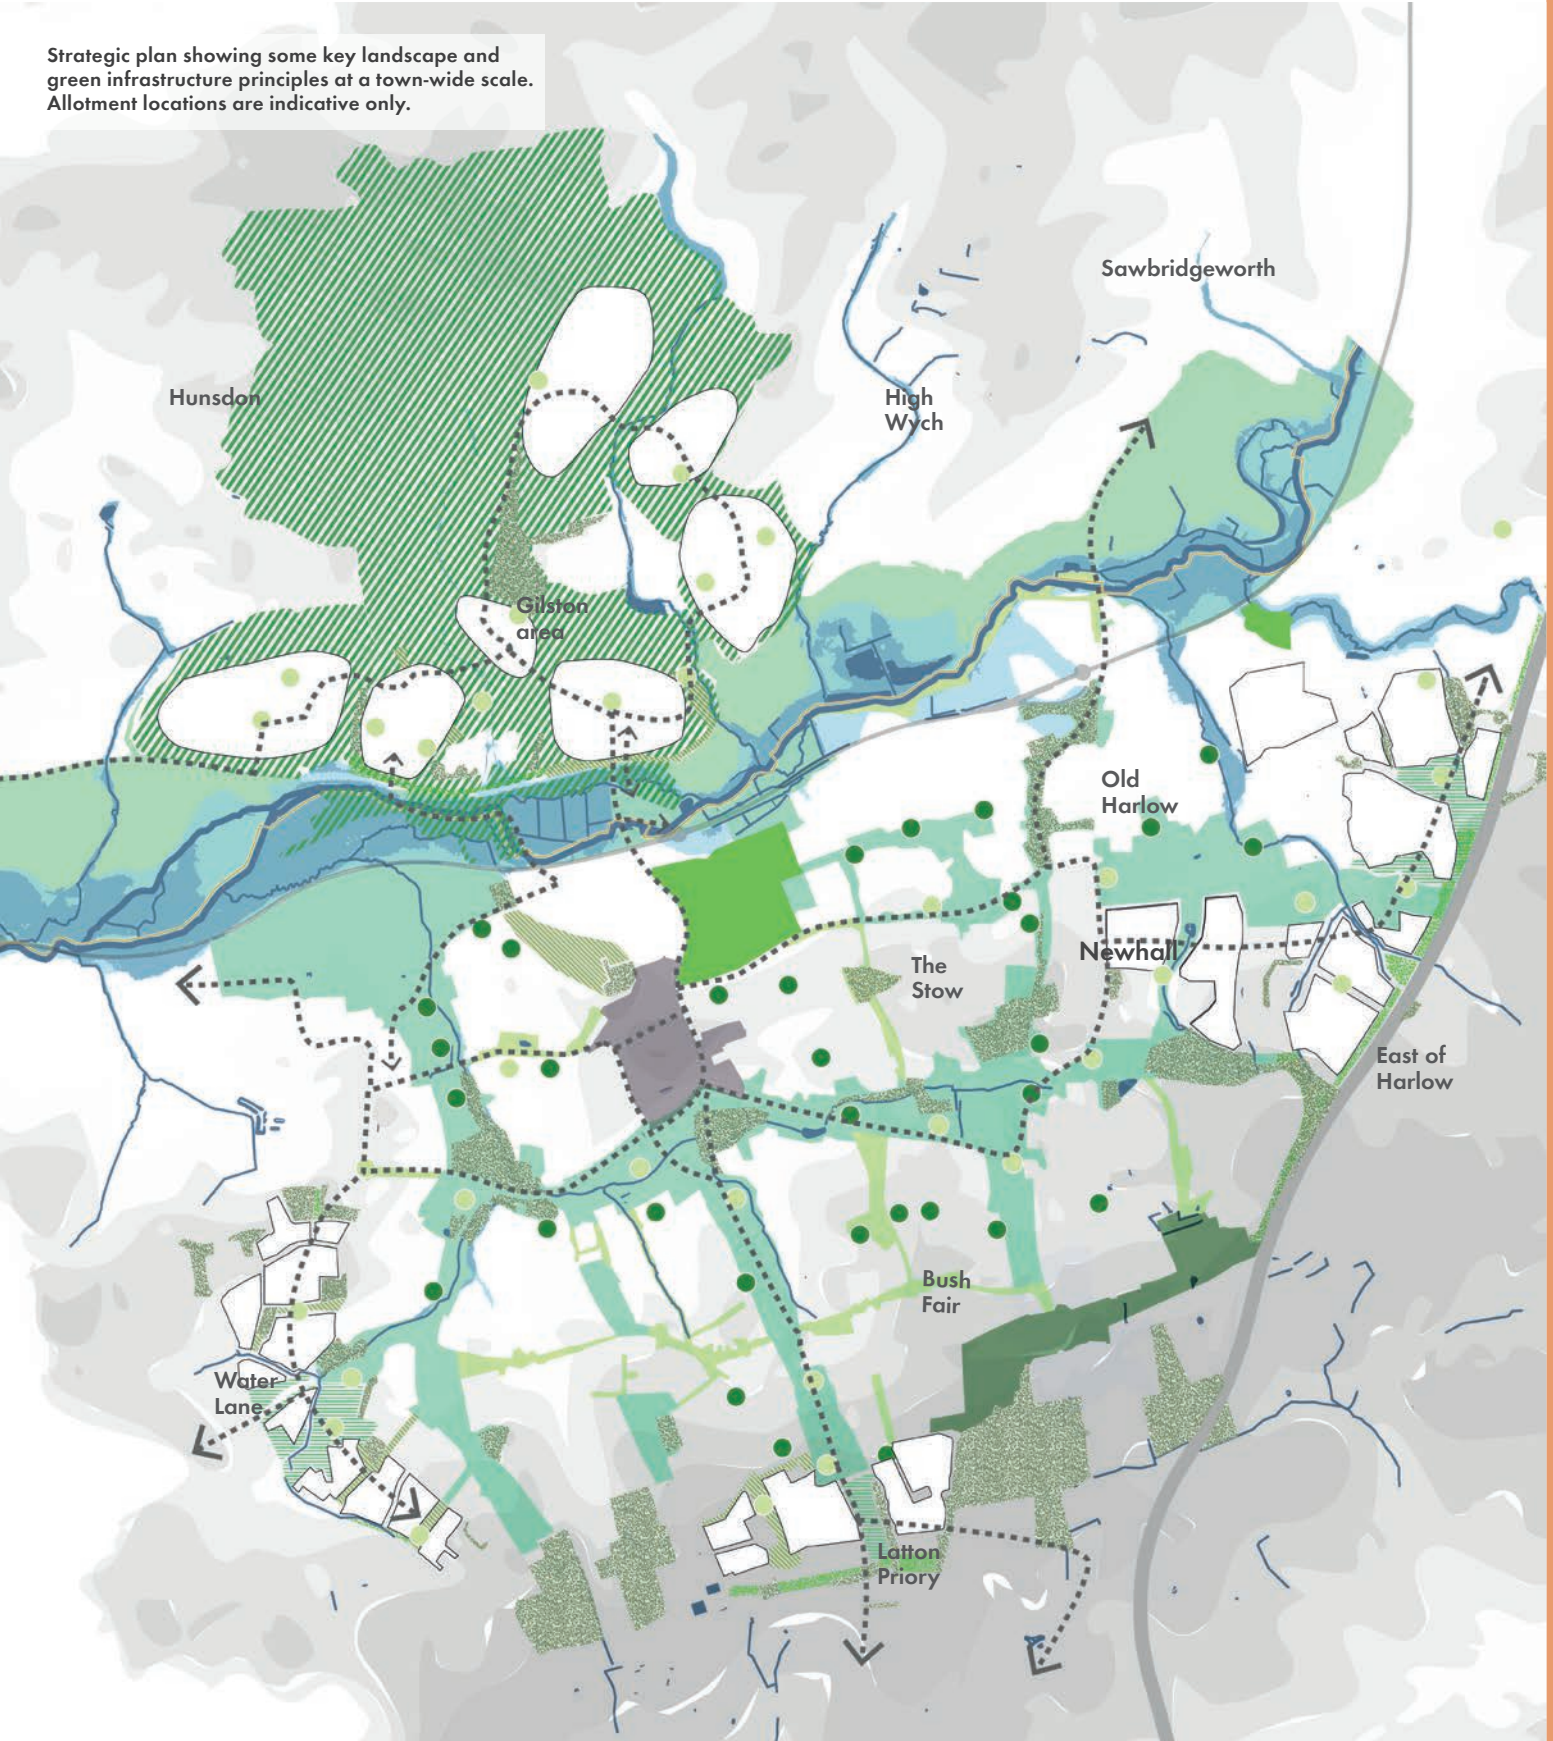 Strategic plan showing some key landscape and
green infrastructure principles at a town-wide scale.
Allotment locations are indicative only.
Sawbridgeworth
Hunsdon
High
Wych
Gilston
area
Old
Harlow
Newhall
The
Stow
East of
Harlow
Bush
Fair
Water
Lane
Latton
Priory